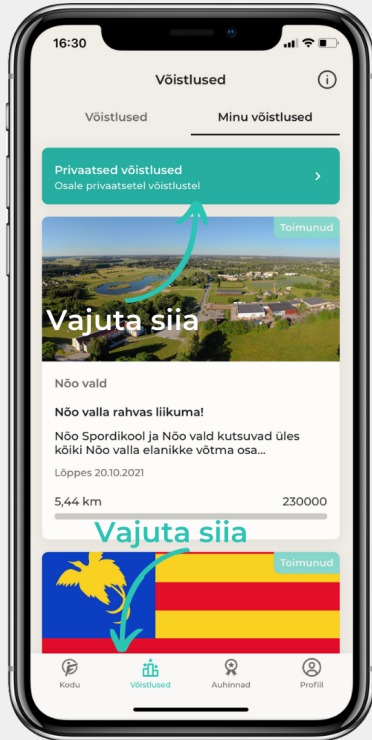 16:30
Võistlused
Võistlused Minu võistlused
Privaatsed võistlused
Osale privaatsetel võistlustel
Toimunud
Vajuta siia
Nõo vald
Nõo valla rahvas liikuma!
Nõo Spordikool ja Nõo vald kutsuvad üles
kõiki Nõo valla elanikke võtma osa...
Lõppes 20.10.2021
5,44 km 230000
Vajuta siia
Toimunud
Kodu Võistlused Auhinnad Profiil